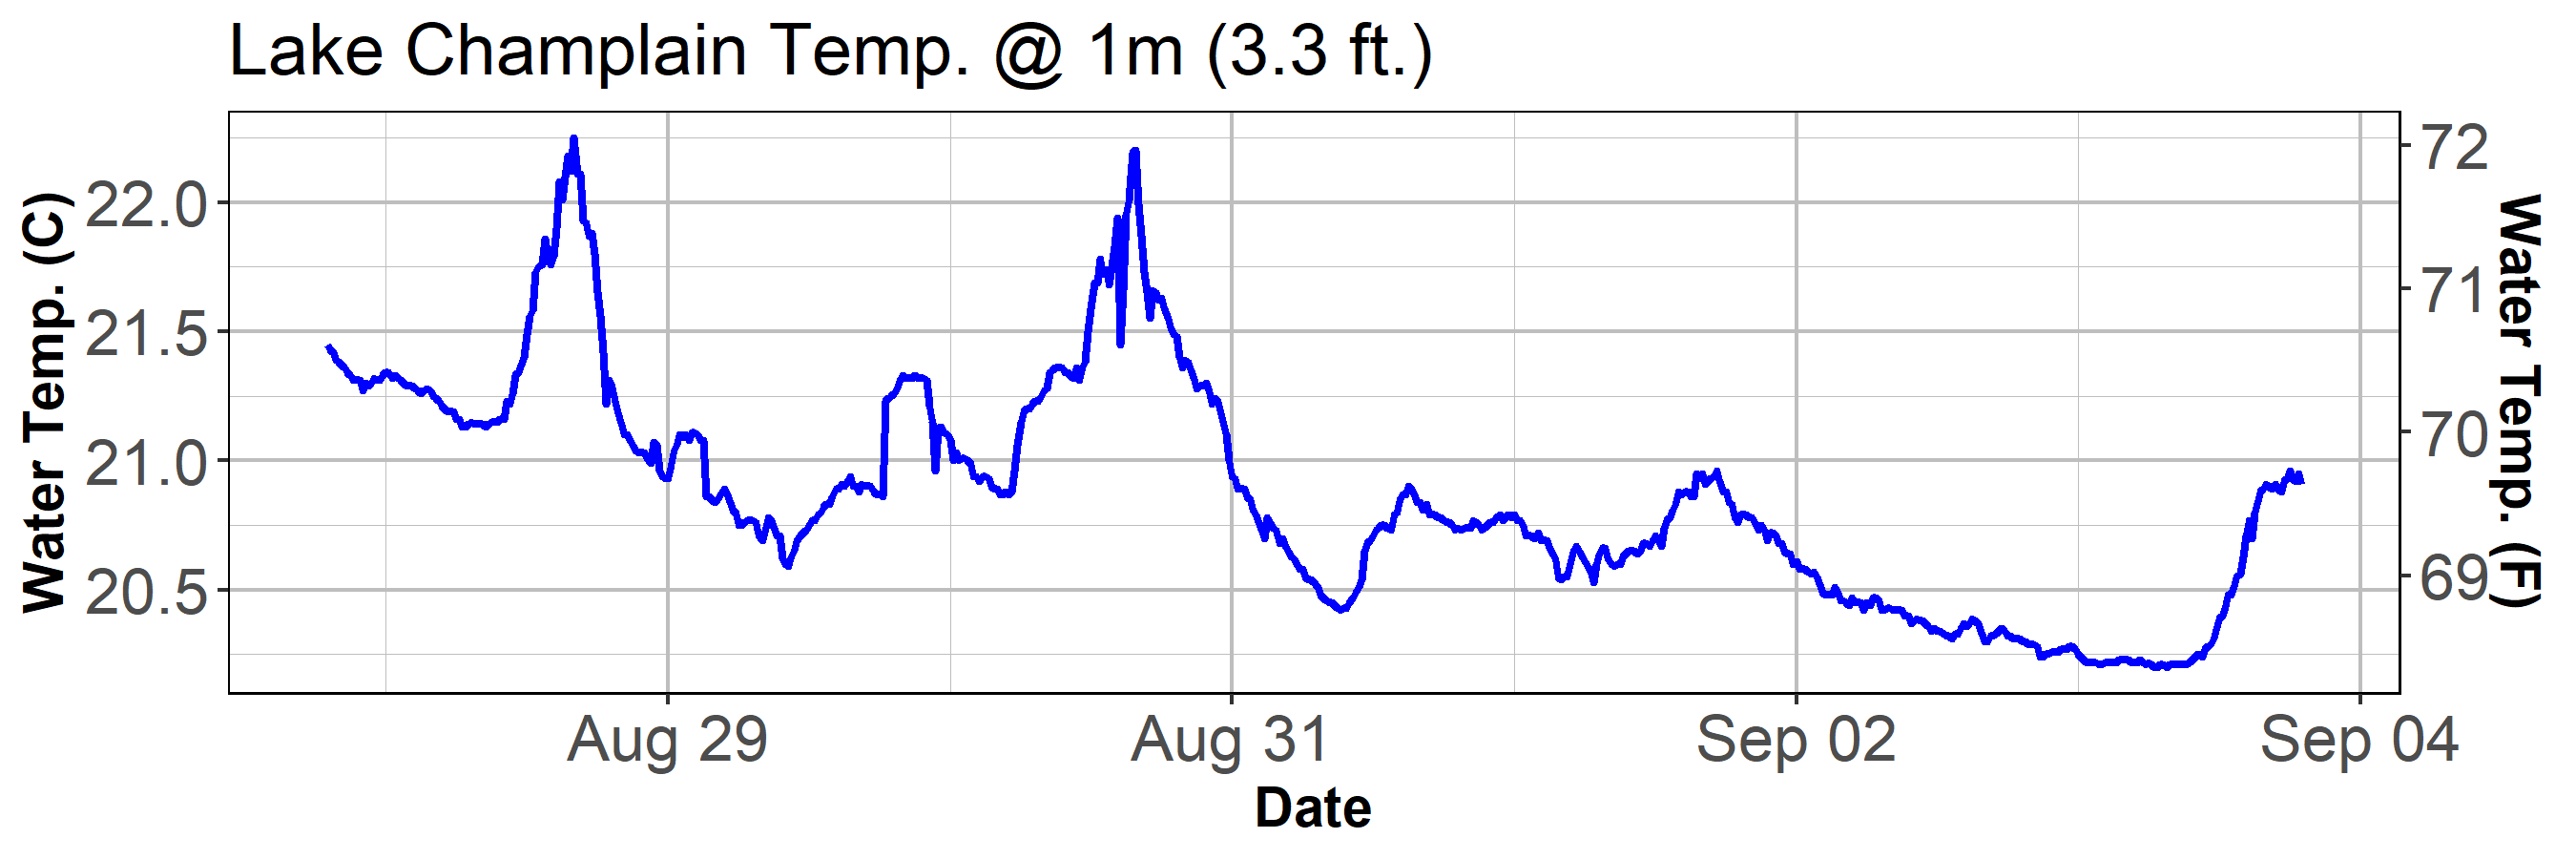 Lake Champlain Temp. @ 1m (3.3 ft.)
Water Temp. (C)
22.0
21.5
21.0
20.5
72
71
70
69
Water Temp. (F)
Aug 29
Aug 31
Sep 02
Sep 04
Date